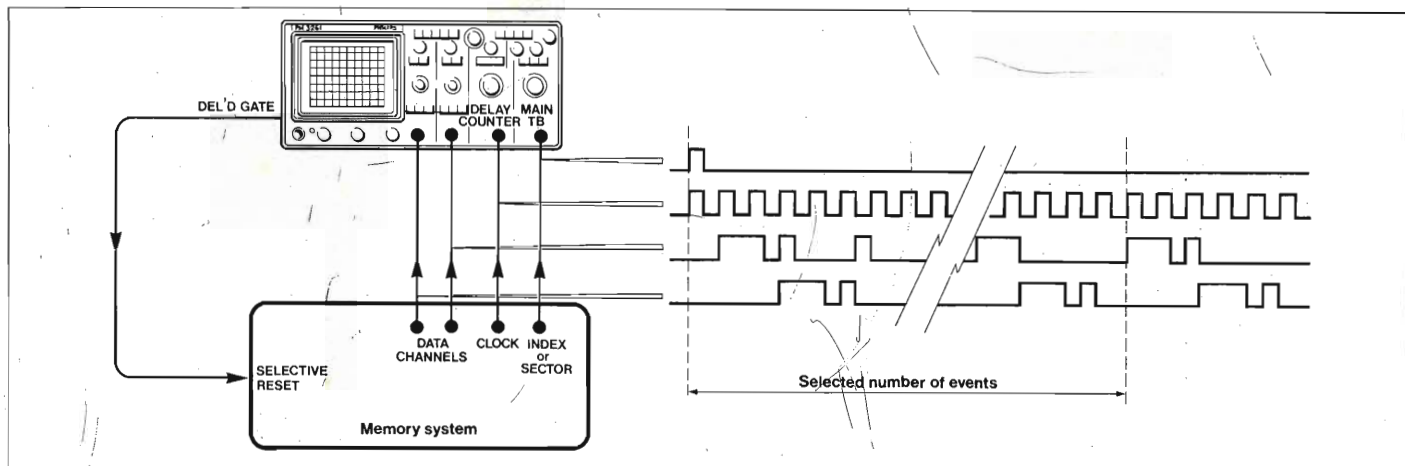 PM 3261 PHILIPS
DEL'D GATE
DELAY
COUNTER
MAIN
TB
DATA
CHANNELS
CLOCK
INDEX
or
SECTOR
SELECTIVE
RESET
Memory system
Selected number of events